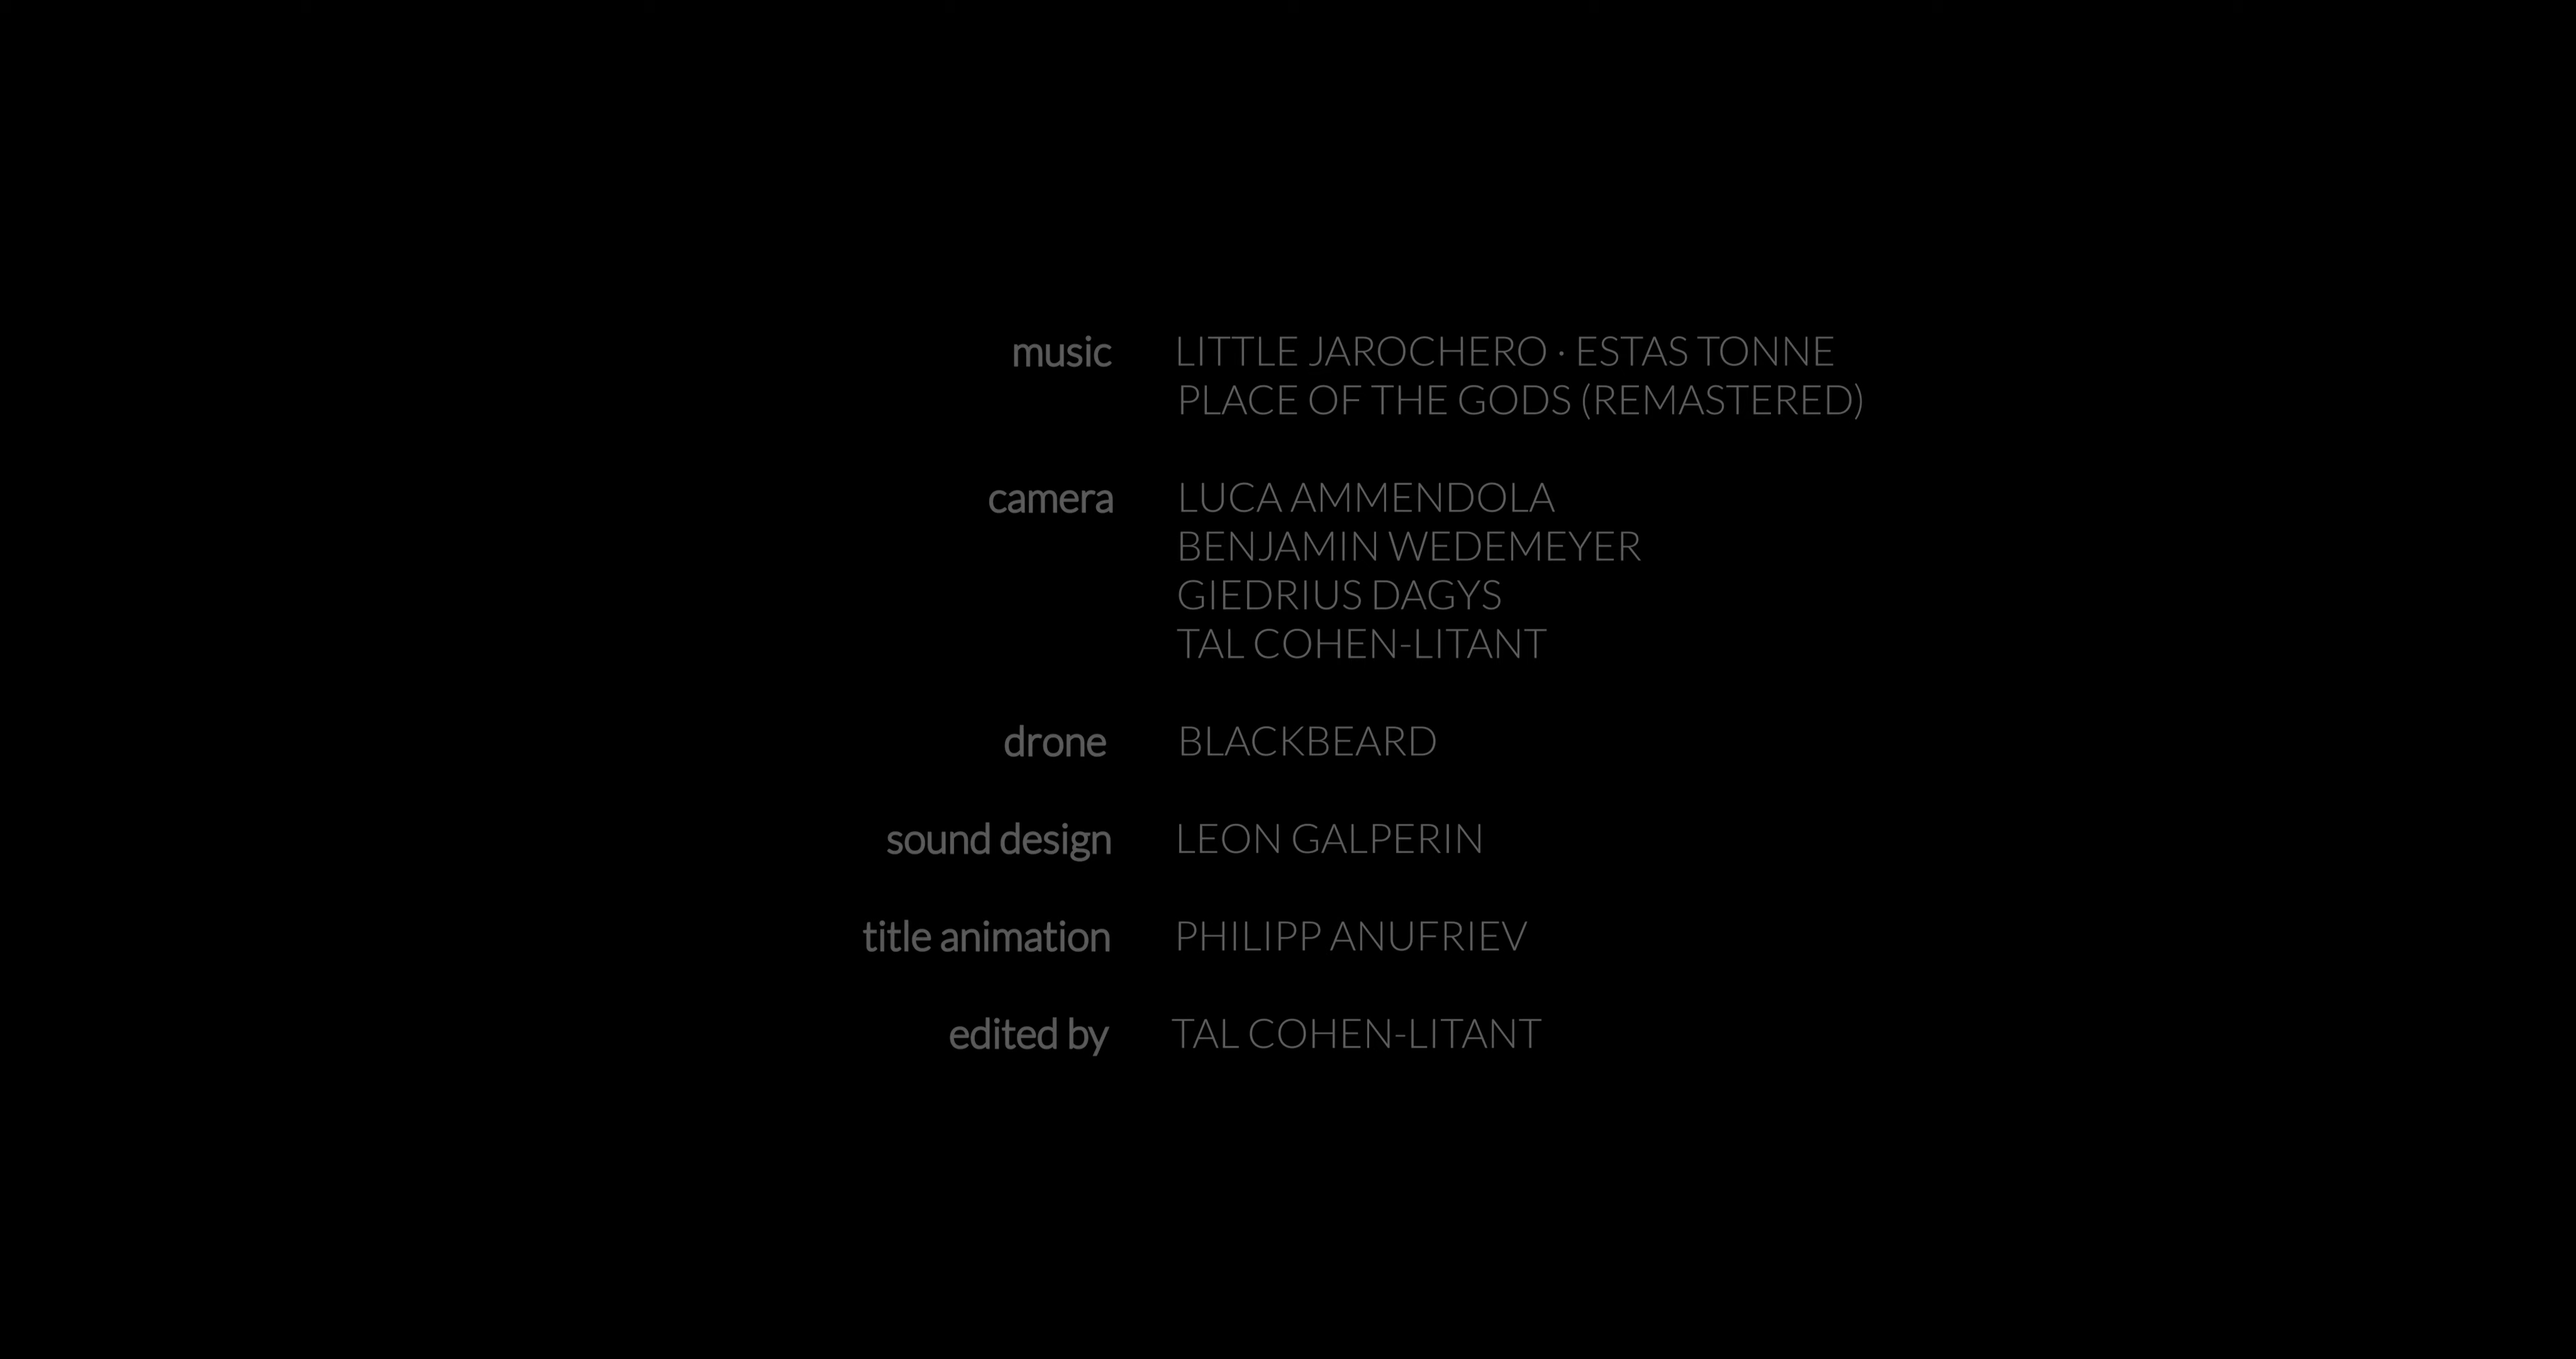 music LITTLE JAROCHERO · ESTAS TONNE
PLACE OF THE GODS (REMASTERED)
camera LUCA AMMENDOLA
BENJAMIN WEDEMEYER
GIEDRIUS DAGYS
TAL COHEN-LITANT
drone BLACKBEARD
sound design LEON GALPERIN
title animation PHILIPP ANUFRIEV
edited by TAL COHEN-LITANT